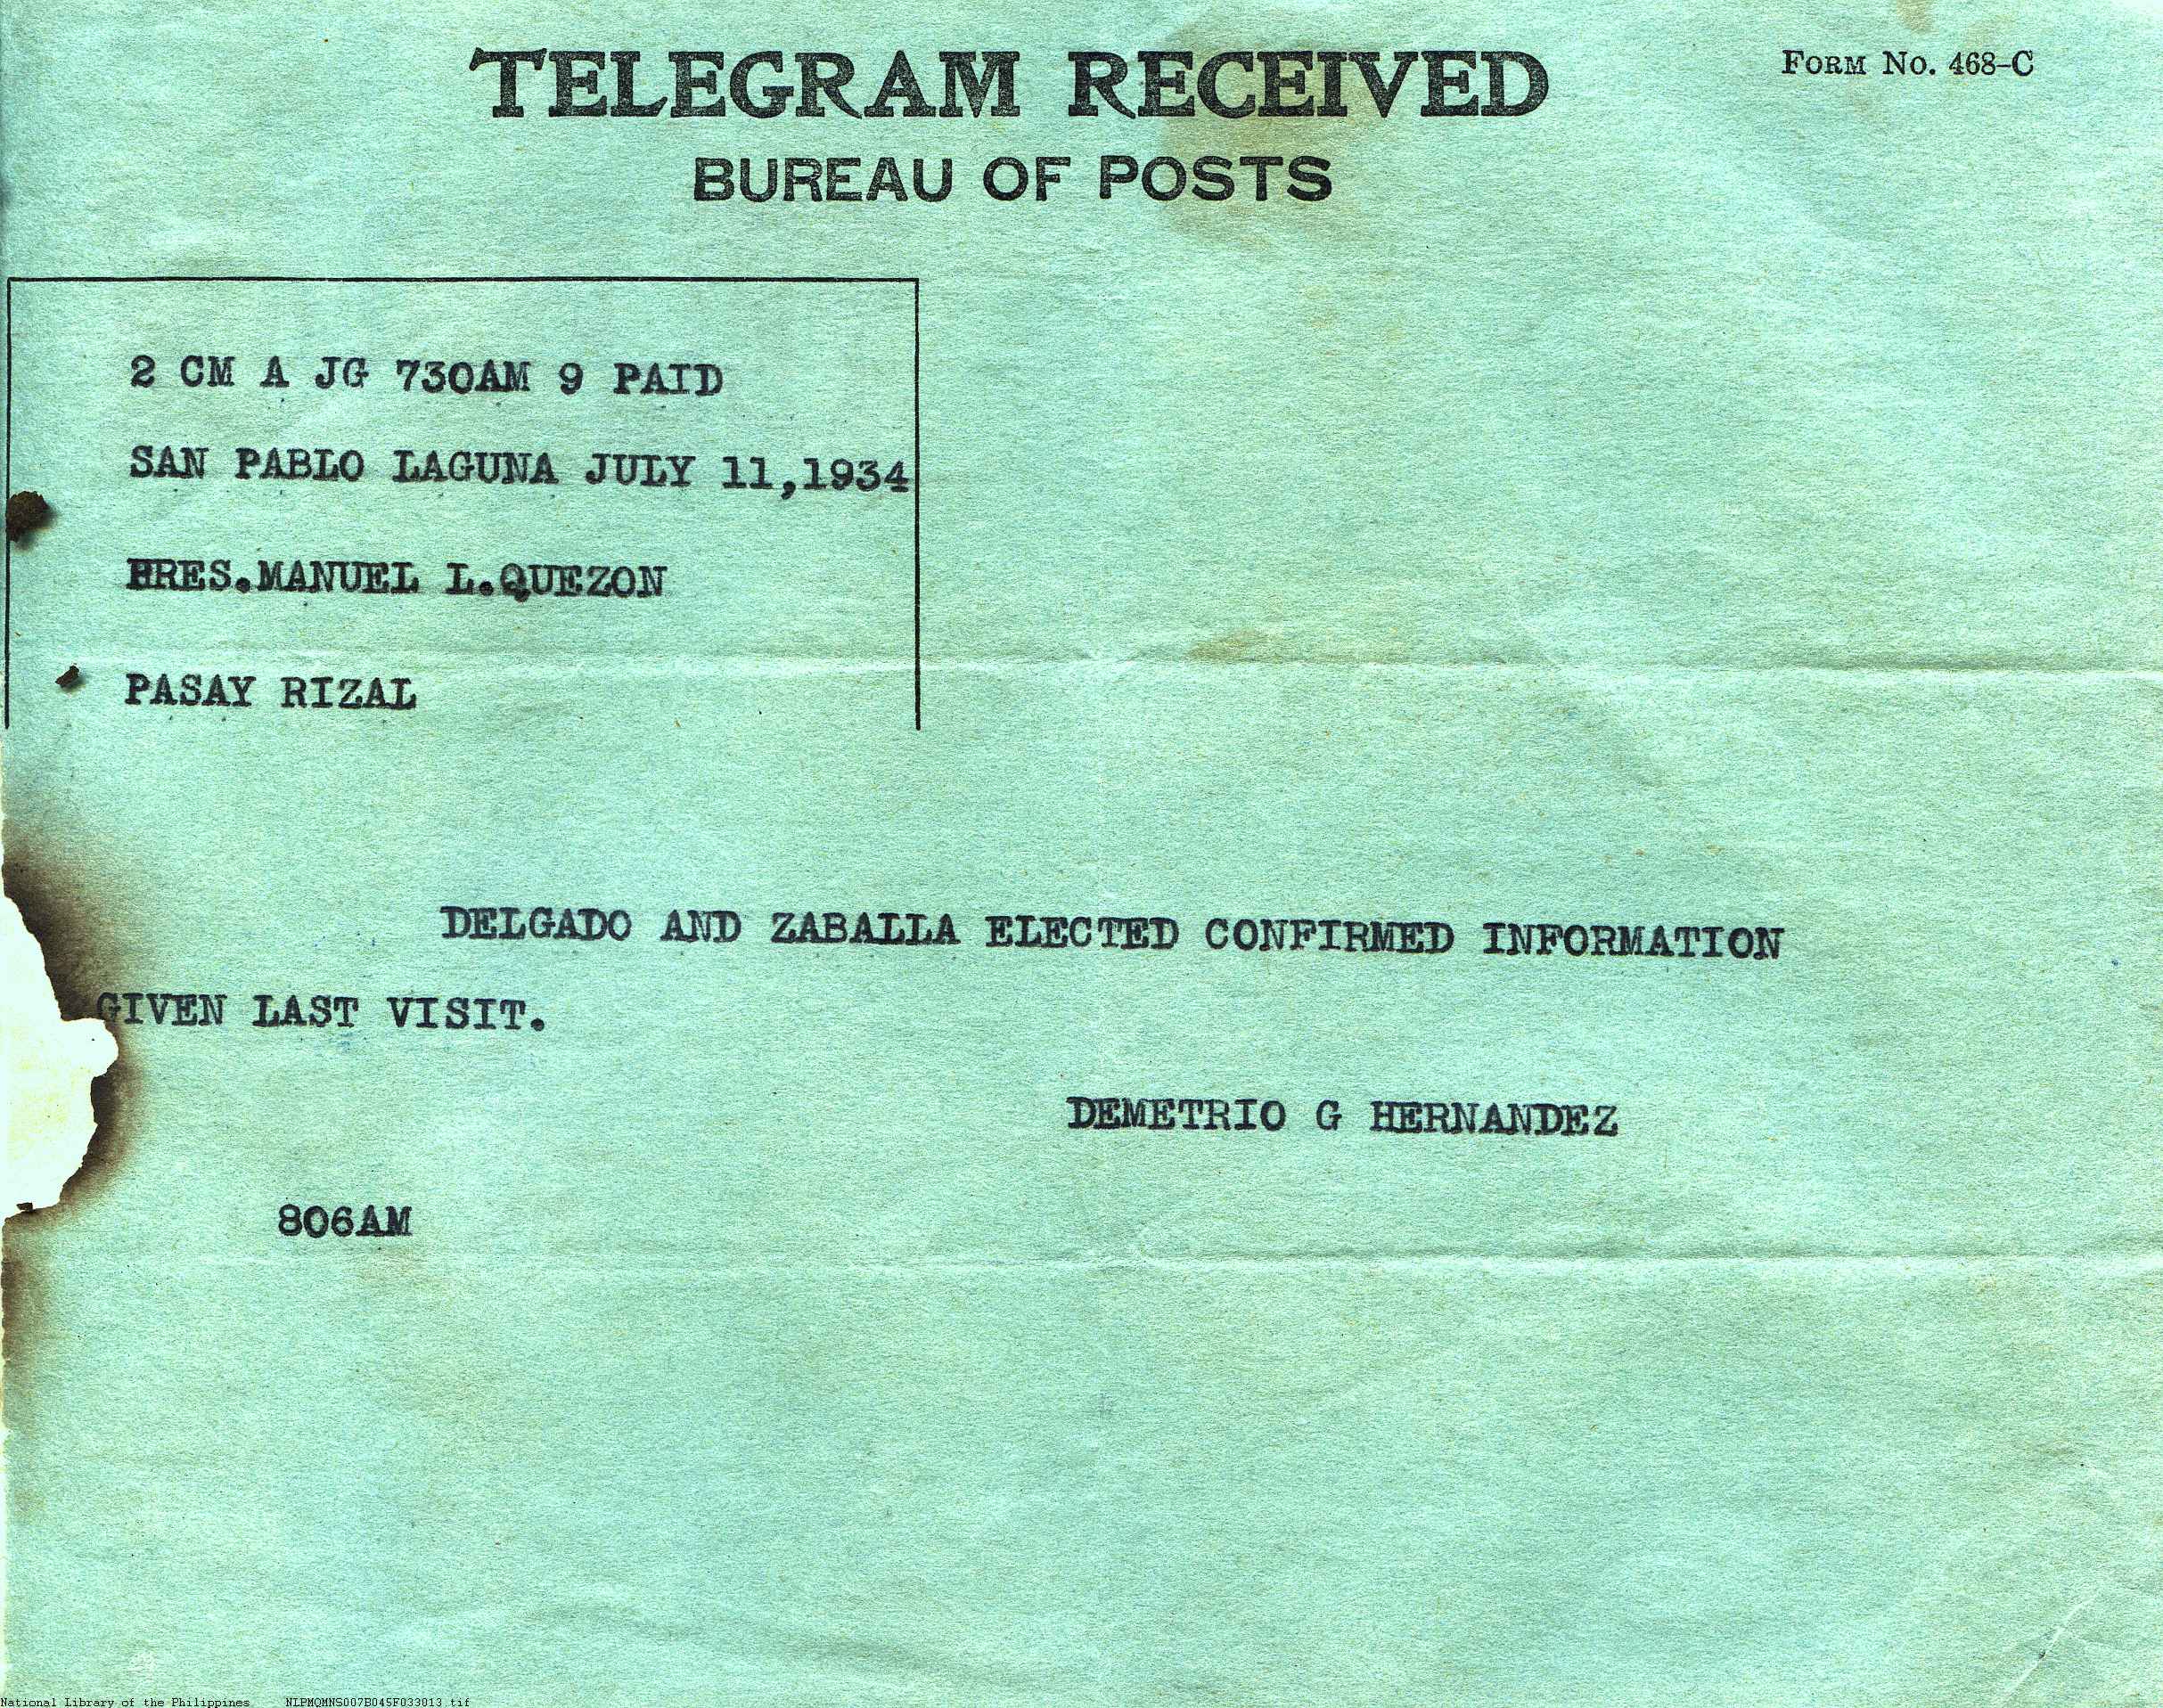 TELEGRAM RECEIVED
FORM NO. 468-C
BUREAU OF POSTS
2 CM A JG 730AM 9 PAID
SAN PABLO LAGUNA JULY 11,1934
PRES.MANUEL L.QUEZON
PASAY RIZAL
DELGADO AND ZABALLA ELECTED CONFIRMED INFORMATION
GIVEN LAST VISIT.
DEMETRIO G HERNANDEZ
806AM
National Library of the Philippines NLPMQMNS007B045F033013.tif